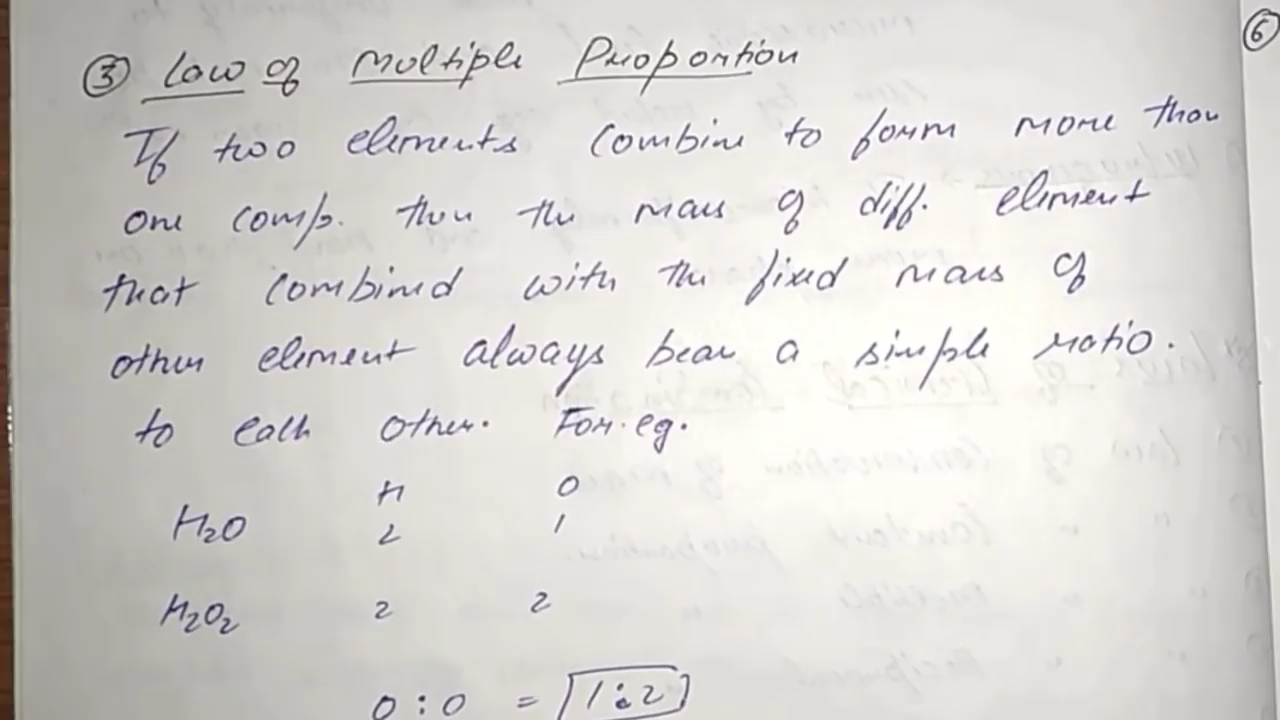 ③ Law of Multiple Proportion
⑥
If two elements combine to form more than
one comp. then the mass of diff. element
that combined with the fixed mass of
other element always bear a simple ratio.
to each other. For. eg.
H O
H₂O 2 1
H₂O₂ 2 2
O : O = 1:2